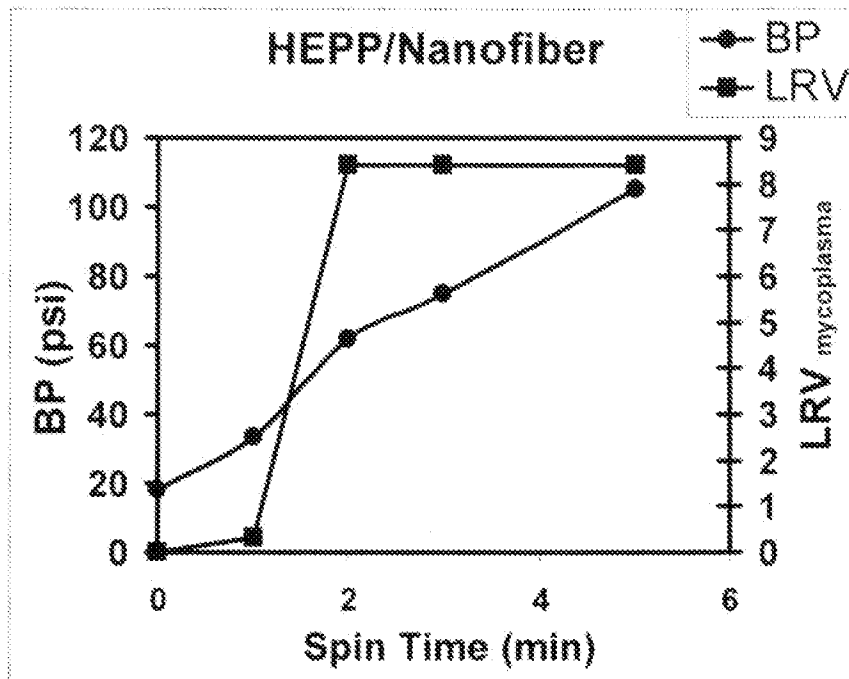 HEPP/Nanofiber
BP
LRV
120
100
80
60
40
20
0
BP (psi)
9
8
7
6
5
4
3
2
1
0
LRV mycoplasma
0 2 4 6
Spin Time (min)